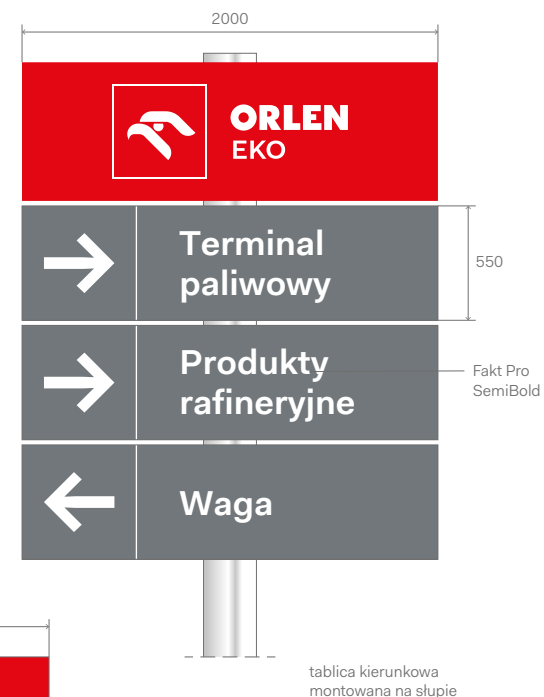 2000
ORLEN
EKO
Terminal
paliwowy
550
Produkty
rafineryjne
Fakt Pro
SemiBold
Waga
tablica kierunkowa
montowana na słupie